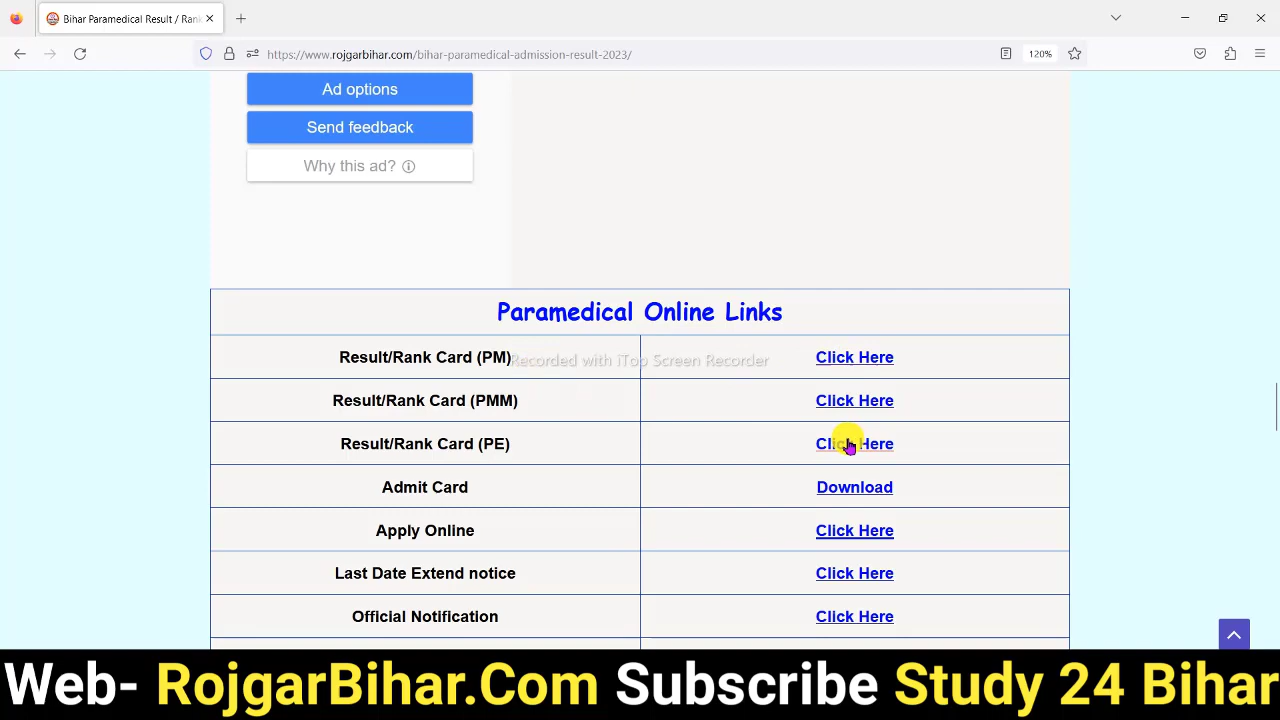 Bihar Paramedical Result / Rank
https://www.rojgarbihar.com/bihar-paramedical-admission-result-2023/
120%
Ad options
Send feedback
Why this ad?
Paramedical Online Links
Result/Rank Card (PM) Click Here
Recorded with iTop Screen Recorder
Result/Rank Card (PMM) Click Here
Result/Rank Card (PE) Click Here
Admit Card Download
Apply Online Click Here
Last Date Extend notice Click Here
Official Notification Click Here
Web- RojgarBihar.Com Subscribe Study 24 Bihar